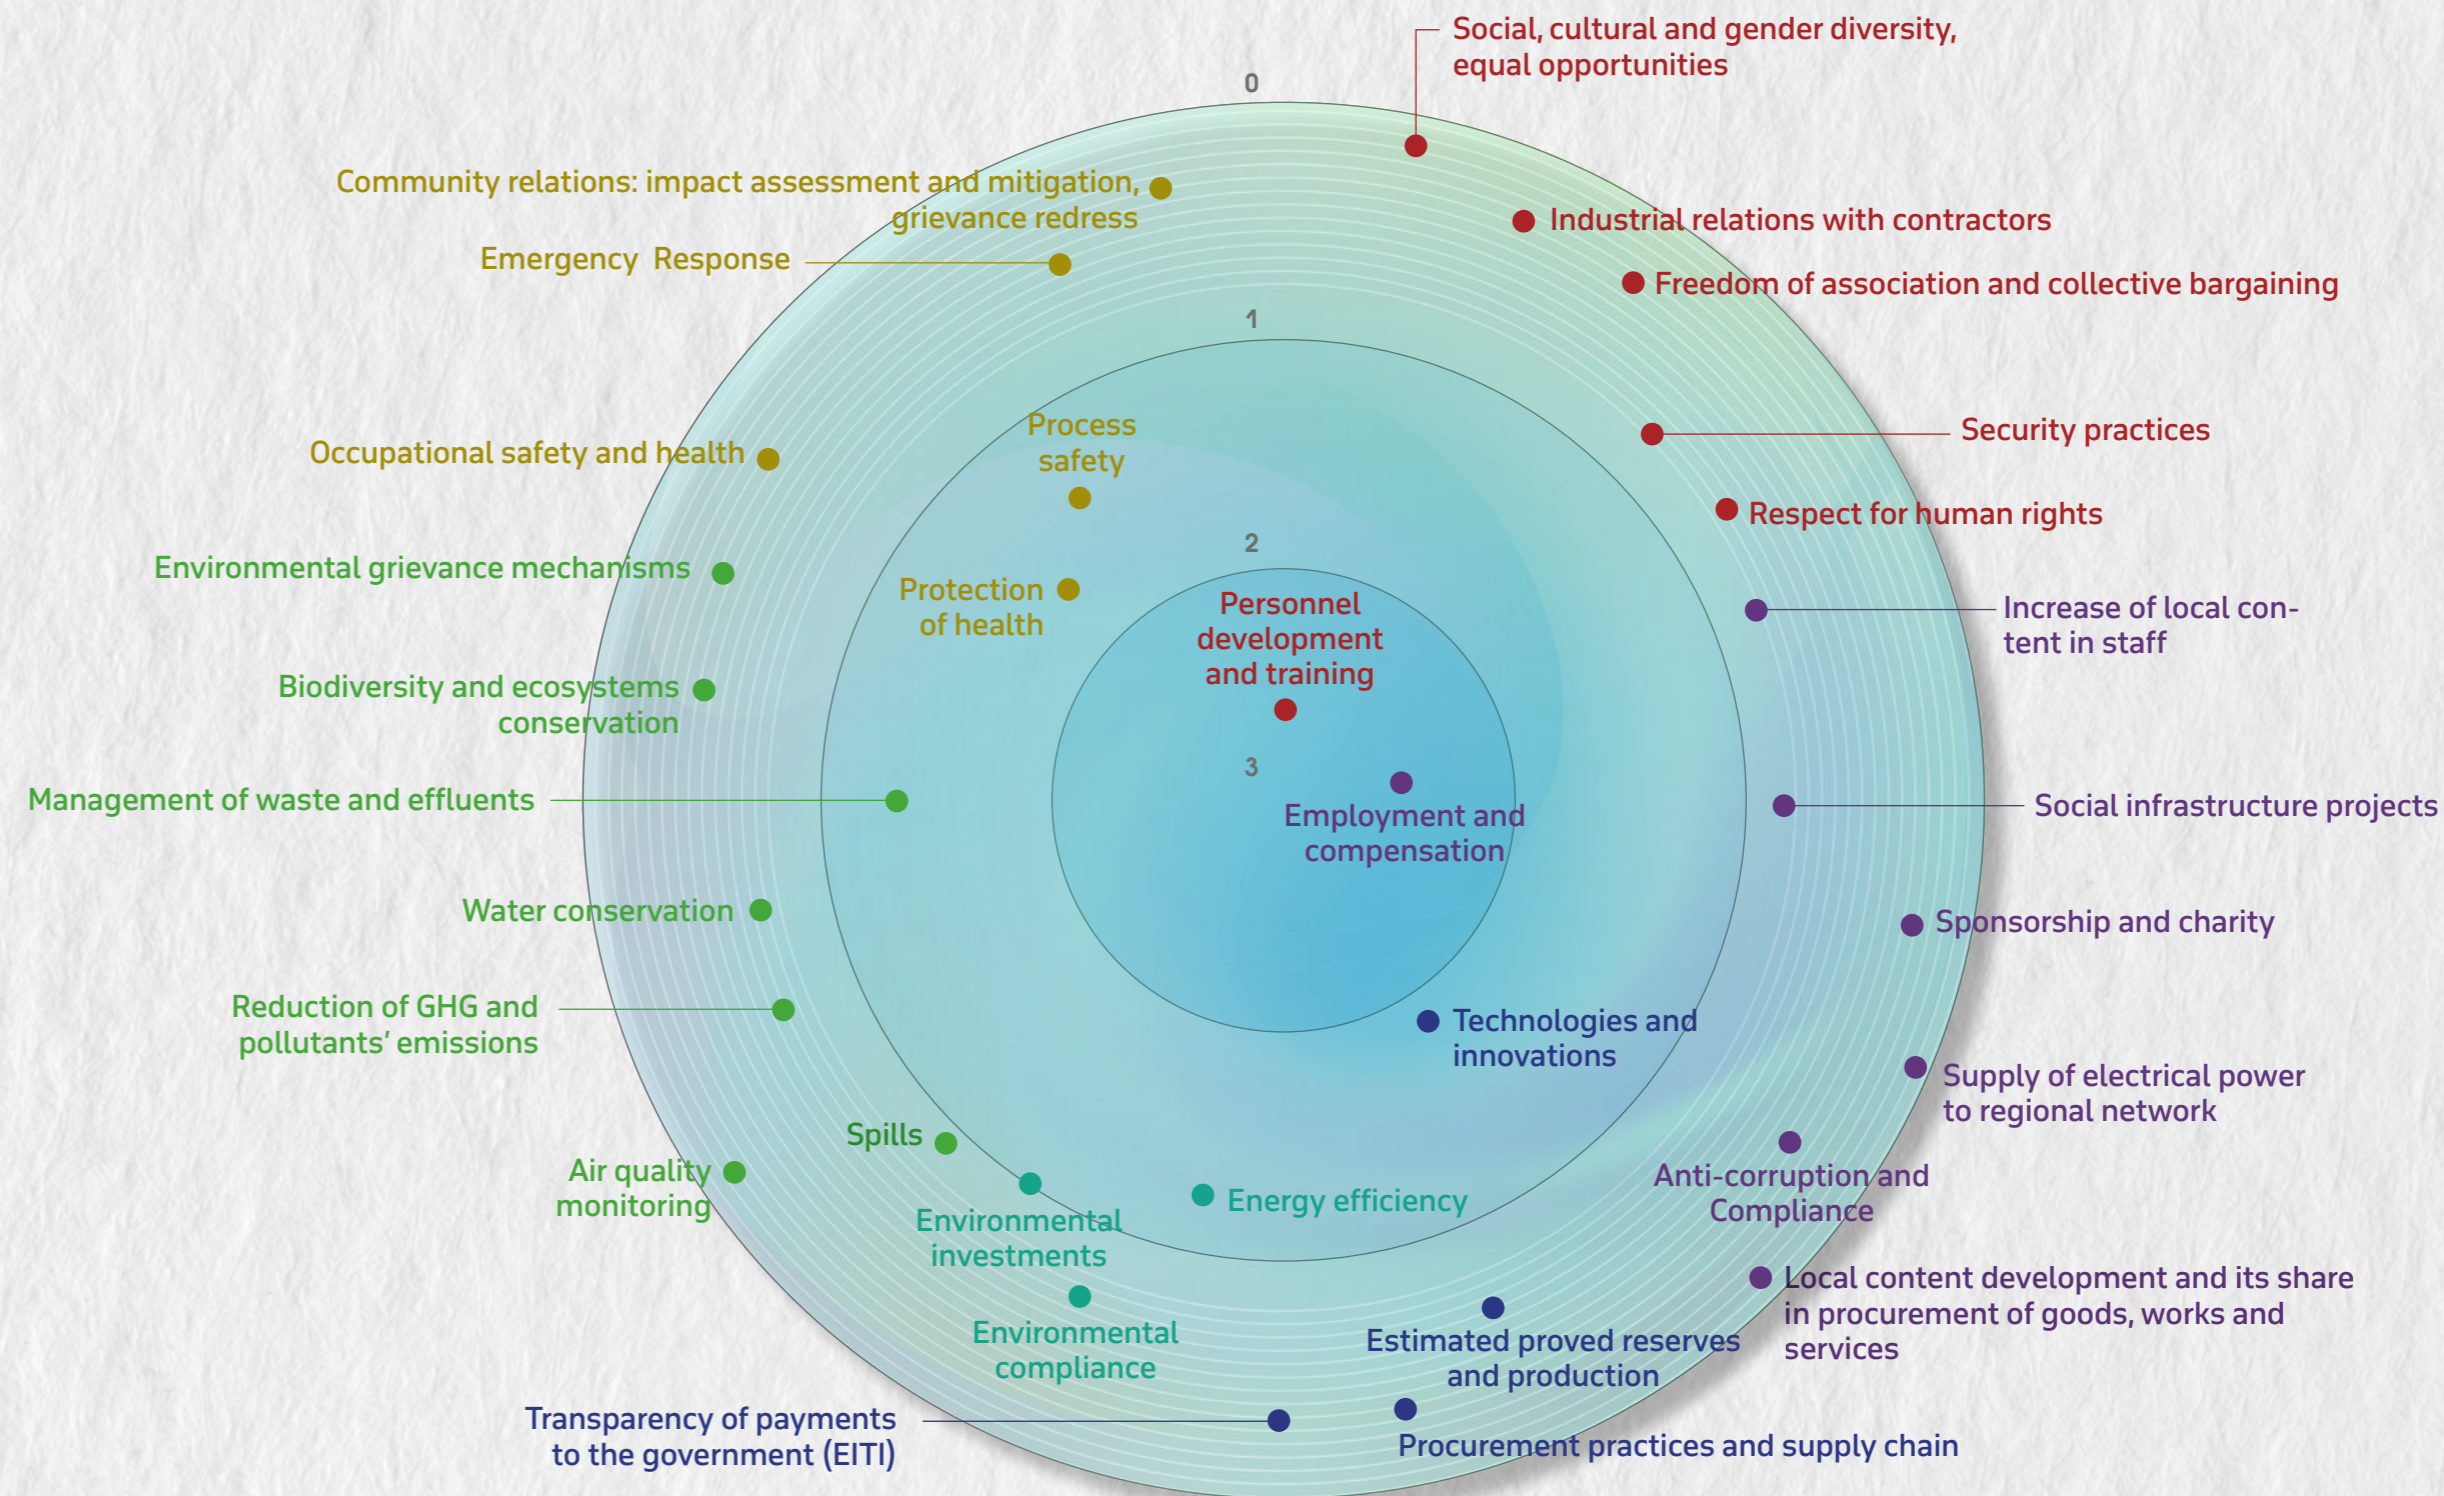 Social, cultural and gender diversity,
equal opportunities
0
Community relations: impact assessment and mitigation,
grievance redress
Industrial relations with contractors
Emergency Response
Freedom of association and collective bargaining
1
Process
safety
Security practices
Occupational safety and health
Respect for human rights
2
Environmental grievance mechanisms
Protection
of health
Personnel
development
and training
Increase of local con-
tent in staff
Biodiversity and ecosystems
conservation
3
Management of waste and effluents
Employment and
compensation
Social infrastructure projects
Water conservation
Sponsorship and charity
Reduction of GHG and
pollutants' emissions
Technologies and
innovations
Supply of electrical power
to regional network
Spills
Air quality
monitoring
Energy efficiency
Anti-corruption and
Compliance
Environmental
investments
Local content development and its share
in procurement of goods, works and
services
Environmental
compliance
Estimated proved reserves
and production
Transparency of payments
to the government (EITI)
Procurement practices and supply chain